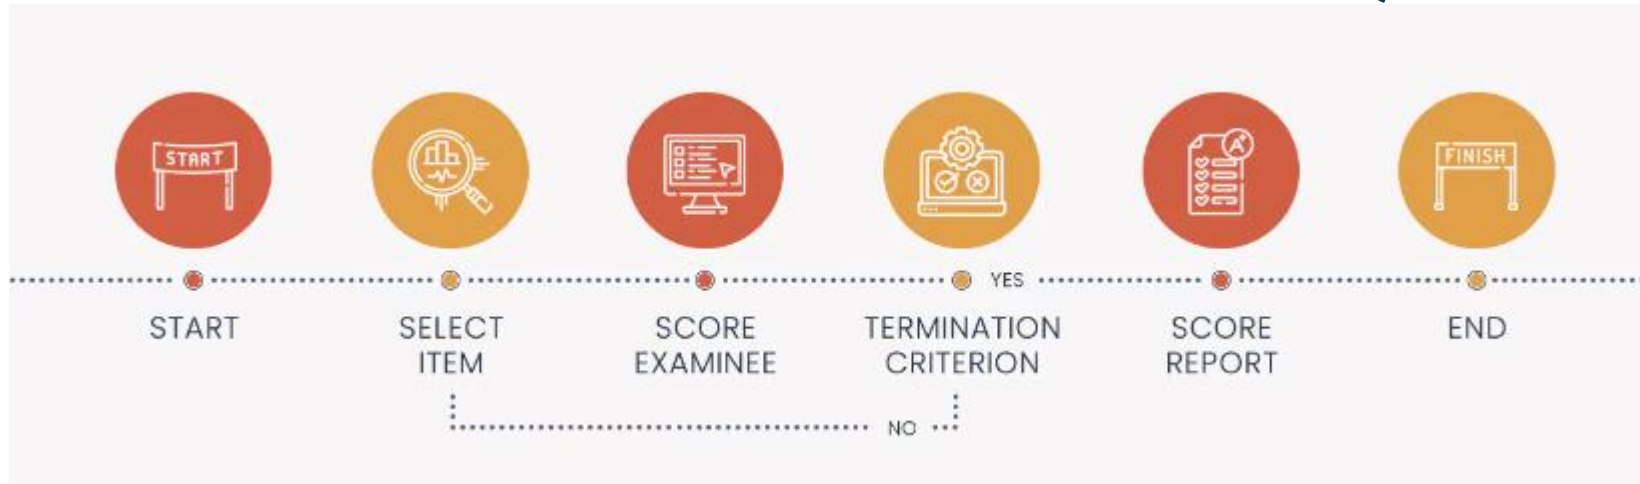 START
FINISH
A+
YES
START
SELECT
ITEM
SCORE
EXAMINEE
TERMINATION
CRITERION
SCORE
REPORT
END
NO